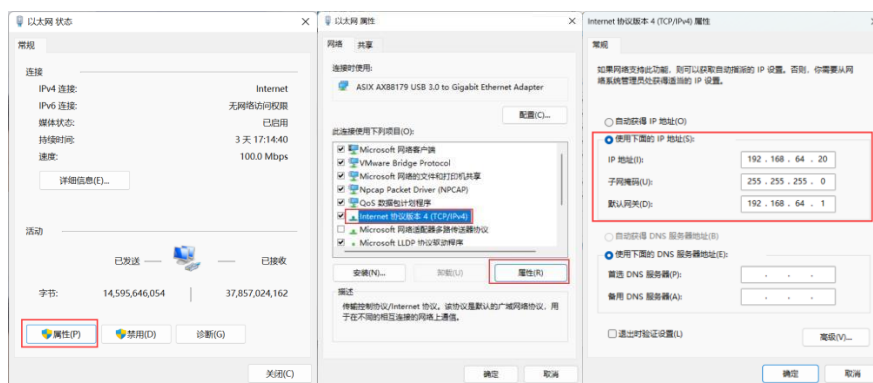 以太网 状态
常规
连接
IPv4 连接: Internet
IPv6 连接: 无网络访问权限
媒体状态: 已启用
持续时间: 3 天 17:14:40
速度: 100.0 Mbps
详细信息(E)...
活动
已发送 — 已接收
字节: 14,595,646,054 | 37,857,024,162
属性(P) 禁用(D) 诊断(G)
关闭(C)
以太网 属性
网络 共享
连接时使用:
ASIX AX88179 USB 3.0 to Gigabit Ethernet Adapter
配置(C)...
此连接使用下列项目(O):
Microsoft 网络客户端
VMware Bridge Protocol
Microsoft 网络的文件和打印机共享
Npcap Packet Driver (NPCAP)
QoS 数据包计划程序
Internet 协议版本 4 (TCP/IPv4)
Microsoft 网络适配器多路传送器协议
Microsoft LLDP 协议驱动程序
安装(N)... 卸载(U) 属性(R)
描述
传输控制协议/Internet 协议。该协议是默认的广域网络协议，用
于在不同的相互连接的网络上通信。
确定 取消
Internet 协议版本 4 (TCP/IPv4) 属性
常规
如果网络支持此功能，则可以获取自动指派的 IP 设置。否则，你需要从网
络系统管理员处获得适当的 IP 设置。
自动获得 IP 地址(O)
使用下面的 IP 地址(S):
IP 地址(I): 192 . 168 . 64 . 20
子网掩码(U): 255 . 255 . 255 . 0
默认网关(D): 192 . 168 . 64 . 1
自动获得 DNS 服务器地址(B)
使用下面的 DNS 服务器地址(E):
首选 DNS 服务器(P): . . .
备用 DNS 服务器(A): . . .
退出时验证设置(L)
高级(V)...
确定 取消